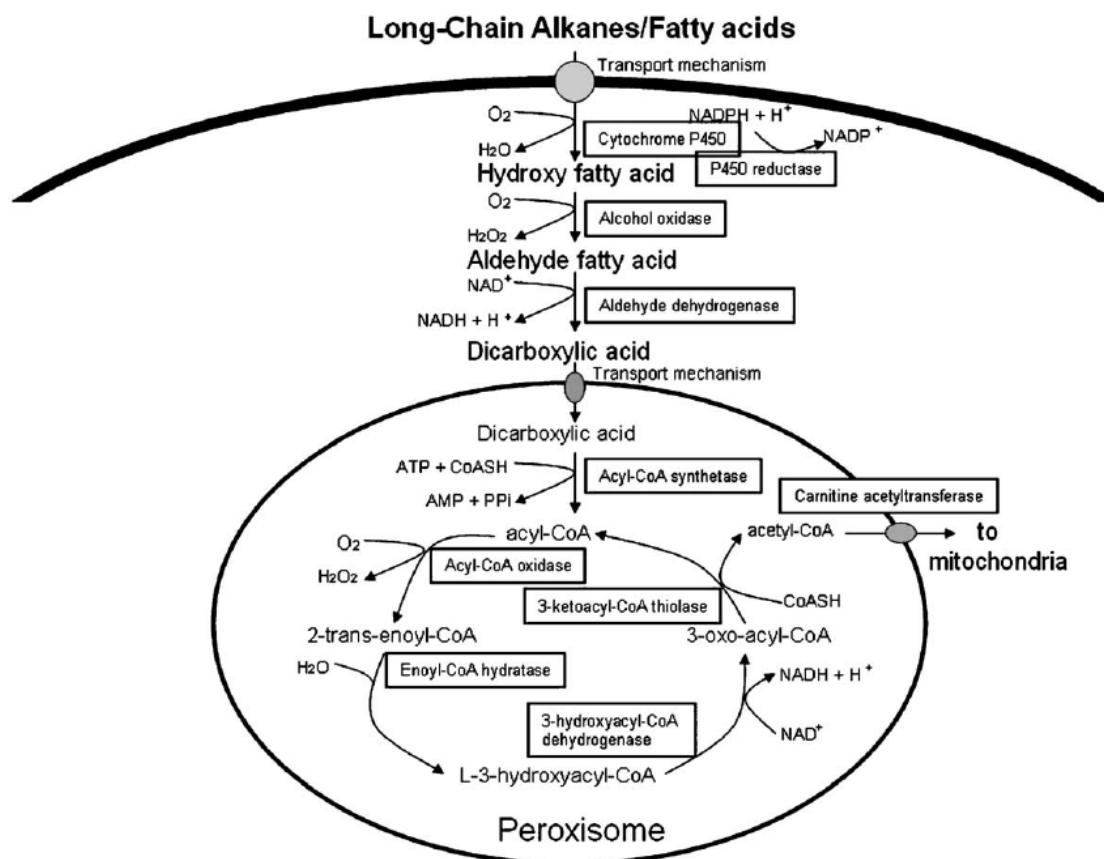 Long-Chain Alkanes/Fatty acids
Transport mechanism
O2
NADPH + H+
Cytochrome P450
NADP+
H2O
P450 reductase
Hydroxy fatty acid
O2
Alcohol oxidase
H2O2
Aldehyde fatty acid
NAD+
Aldehyde dehydrogenase
NADH + H+
Dicarboxylic acid
Transport mechanism
Dicarboxylic acid
ATP + CoASH
Acyl-CoA synthetase
AMP + PPi
Carnitine acetyltransferase
acyl-CoA
acetyl-CoA
to
mitochondria
O2
Acyl-CoA oxidase
H2O2
3-ketoacyl-CoA thiolase
CoASH
2-trans-enoyl-CoA
3-oxo-acyl-CoA
H2O
Enoyl-CoA hydratase
NADH + H+
3-hydroxyacyl-CoA
dehydrogenase
NAD+
L-3-hydroxyacyl-CoA
Peroxisome